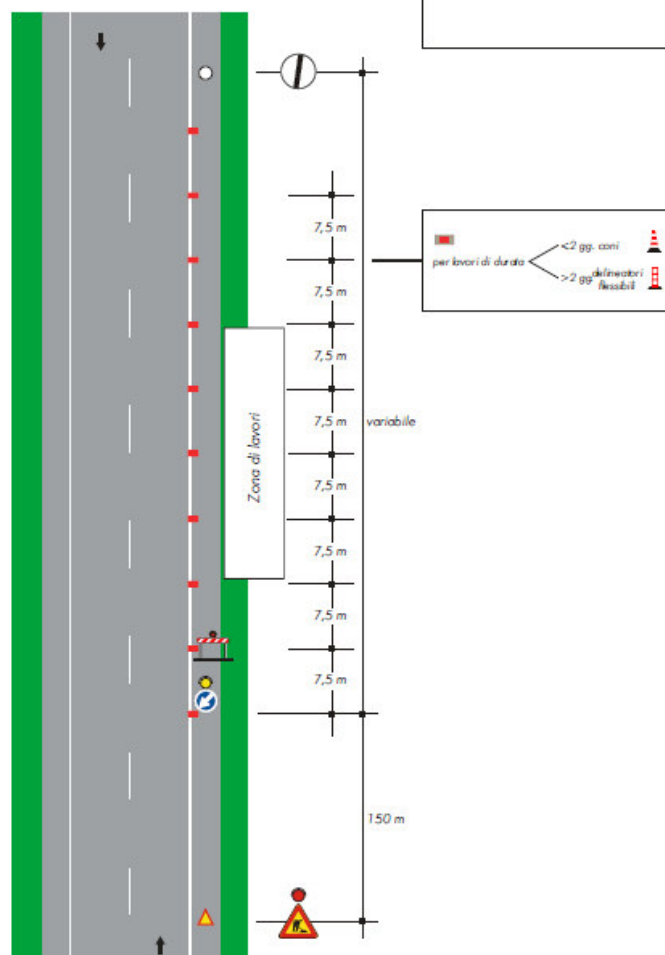 7,5 m
7,5 m
per lavori di durata
<2 gg. coni
>2 gg. delineatori
flessibili
7,5 m
Zona di lavori
7,5 m
variabile
7,5 m
7,5 m
7,5 m
7,5 m
150 m